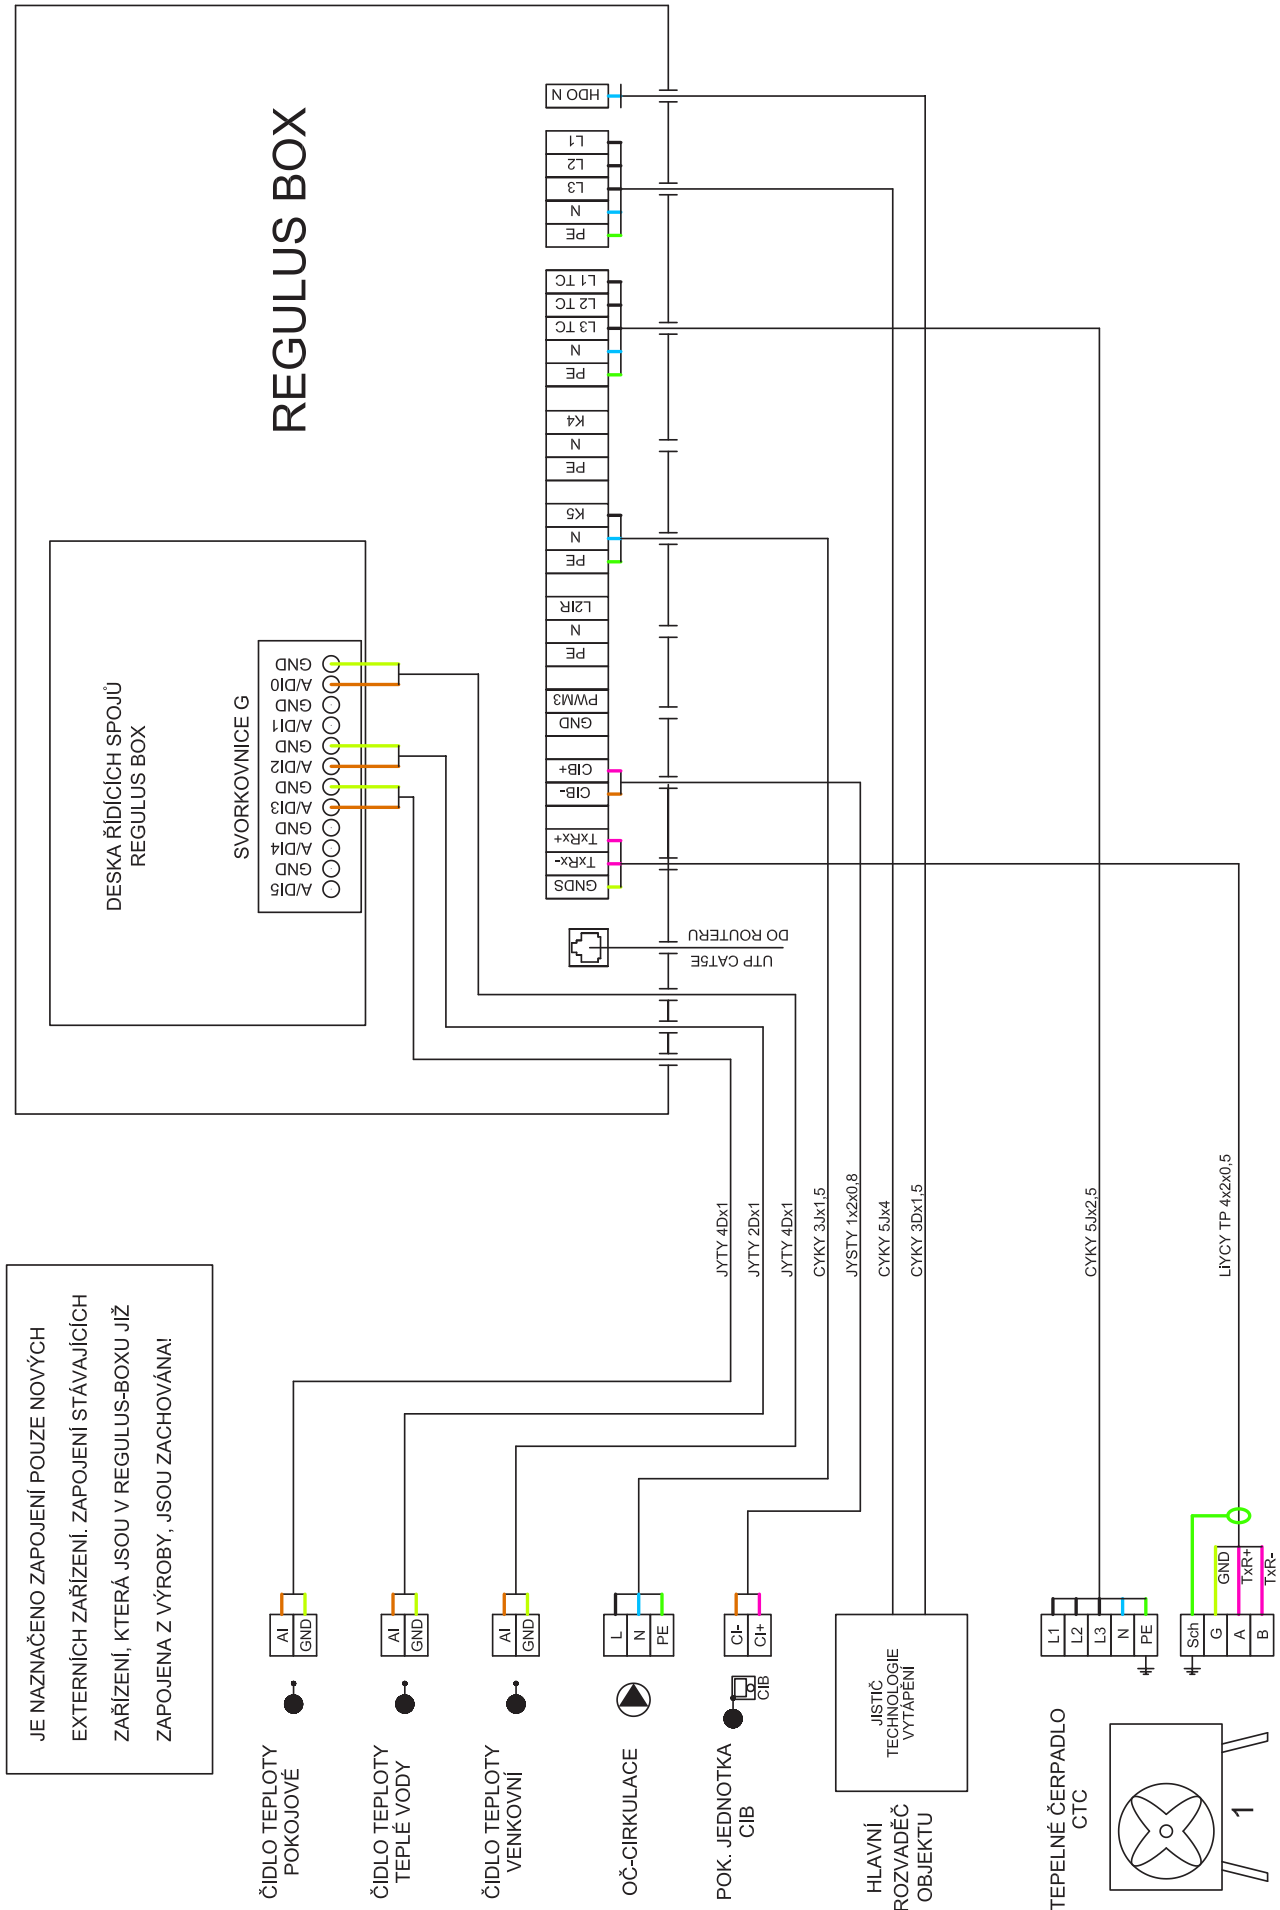 REGULUS BOX
DESKA ŘÍDÍCÍCH SPOJŮ
REGULUS BOX
SVORKOVNICE G
GND
A/DI0
GND
A/DI1
GND
A/DI2
GND
A/DI3
GND
A/DI4
GND
A/DI5
HDO N
L1
L2
L3
N
PE
L1 TC
L2 TC
L3 TC
N
PE
K4
N
PE
K5
N
PE
L2IR
N
PE
PWM3
GND
CIB+
CIB-
TxRx+
TxRx-
GNDS
DO ROUTERU
UTP CAT5E
JE NAZNAČENO ZAPOJENÍ POUZE NOVÝCH
EXTERNÍCH ZAŘÍZENÍ. ZAPOJENÍ STÁVAJÍCÍCH
ZAŘÍZENÍ, KTERÁ JSOU V REGULUS-BOXU JIŽ
ZAPOJENA Z VÝROBY, JSOU ZACHOVÁNA!
JYTY 4Dx1
JYTY 2Dx1
JYTY 4Dx1
CYKY 3Jx1,5
JYSTY 1x2x0,8
CYKY 5Jx4
CYKY 3Dx1,5
CYKY 5Jx2,5
LiYCY TP 4x2x0,5
AI
GND
ČIDLO TEPLOTY
POKOJOVÉ
AI
GND
ČIDLO TEPLOTY
TEPLÉ VODY
AI
GND
ČIDLO TEPLOTY
VENKOVNÍ
L
N
PE
OČ-CIRKULACE
CI-
CI+
CIB
POK. JEDNOTKA
CIB
JISTIČ
TECHNOLOGIE
VYTÁPĚNÍ
HLAVNÍ
ROZVADĚČ
OBJEKTU
L1
L2
L3
N
PE
TEPELNÉ ČERPADLO
CTC
GND
TxR+
TxR-
Sch
G
A
B
1